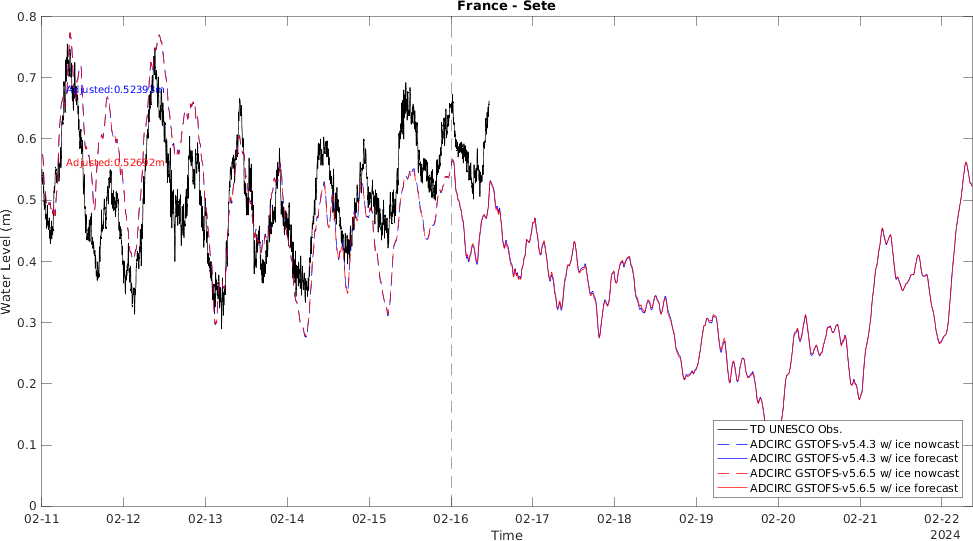 France - Sete
0.8
0.7
0.6
0.5
0.4
0.3
0.2
0.1
0
Water Level (m)
Adjusted:0.52393m
Adjusted:0.52692m
TD UNESCO Obs.
ADCIRC GSTOFS-v5.4.3 w/ ice nowcast
ADCIRC GSTOFS-v5.4.3 w/ ice forecast
ADCIRC GSTOFS-v5.6.5 w/ ice nowcast
ADCIRC GSTOFS-v5.6.5 w/ ice forecast
02-11 02-12 02-13 02-14 02-15 02-16 02-17 02-18 02-19 02-20 02-21 02-22
Time
2024